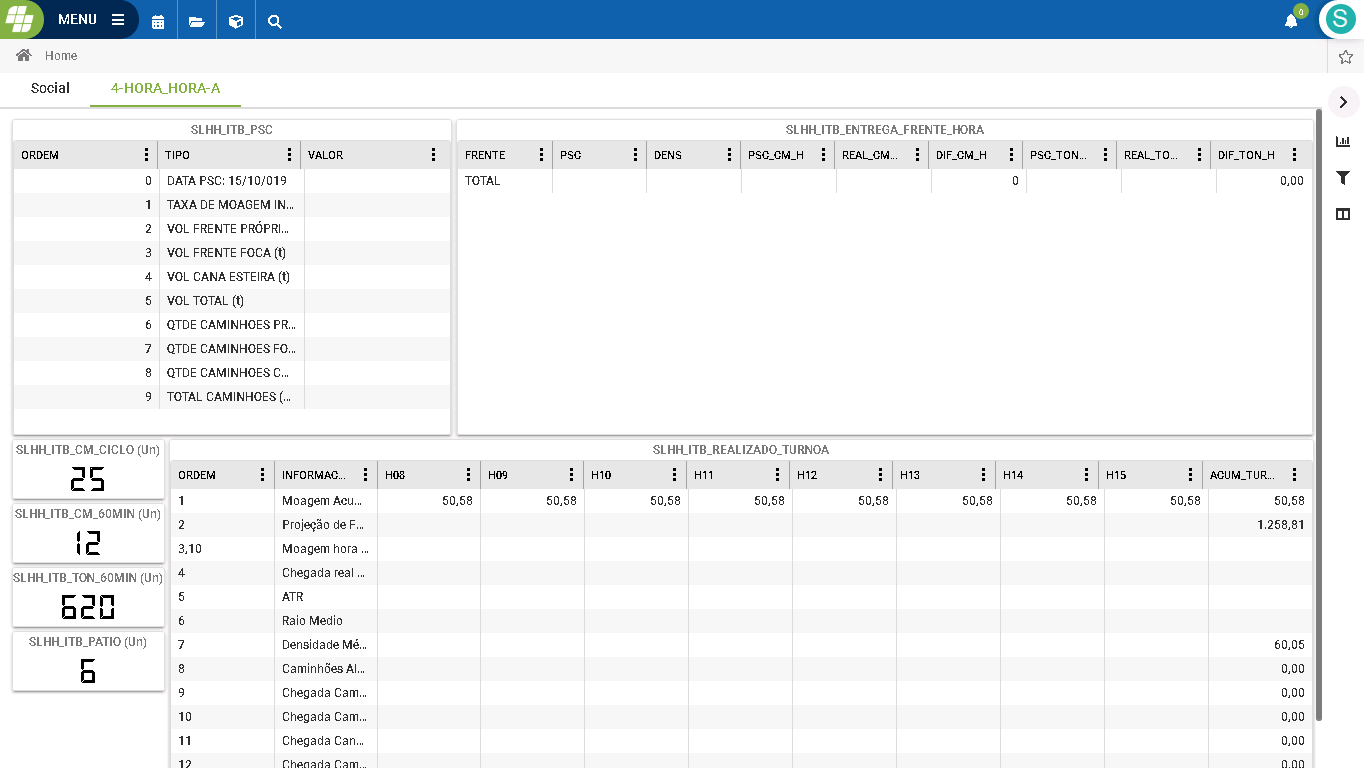 MENU
0
S
Home
Social 4-HORA_HORA-A
SLHH_ITB_PSC
ORDEM TIPO VALOR
0 DATA PSC: 15/10/019
1 TAXA DE MOAGEM IN...
2 VOL FRENTE PRÓPRI...
3 VOL FRENTE FOCA (t)
4 VOL CANA ESTEIRA (t)
5 VOL TOTAL (t)
6 QTDE CAMINHOES PR...
7 QTDE CAMINHOES FO...
8 QTDE CAMINHOES C...
9 TOTAL CAMINHOES (...
SLHH_ITB_ENTREGA_FRENTE_HORA
FRENTE PSC DENS PSC_CM_H REAL_CM... DIF_CM_H PSC_TON... REAL_TO... DIF_TON_H
TOTAL 0 0,00
SLHH_ITB_CM_CICLO (Un)
25
SLHH_ITB_CM_60MIN (Un)
12
SLHH_ITB_TON_60MIN (Un)
620
SLHH_ITB_PATIO (Un)
6
SLHH_ITB_REALIZADO_TURNOA
ORDEM INFORMAC... H08 H09 H10 H11 H12 H13 H14 H15 ACUM_TUR...
1 Moagem Acu... 50,58 50,58 50,58 50,58 50,58 50,58 50,58 50,58 50,58
2 Projeção de F... 1.258,81
3,10 Moagem hora ...
4 Chegada real ...
5 ATR
6 Raio Medio
7 Densidade Mé... 60,05
8 Caminhões Al... 0,00
9 Chegada Cam... 0,00
10 Chegada Cam... 0,00
11 Chegada Can... 0,00
12 Chegada Cam... 0,00